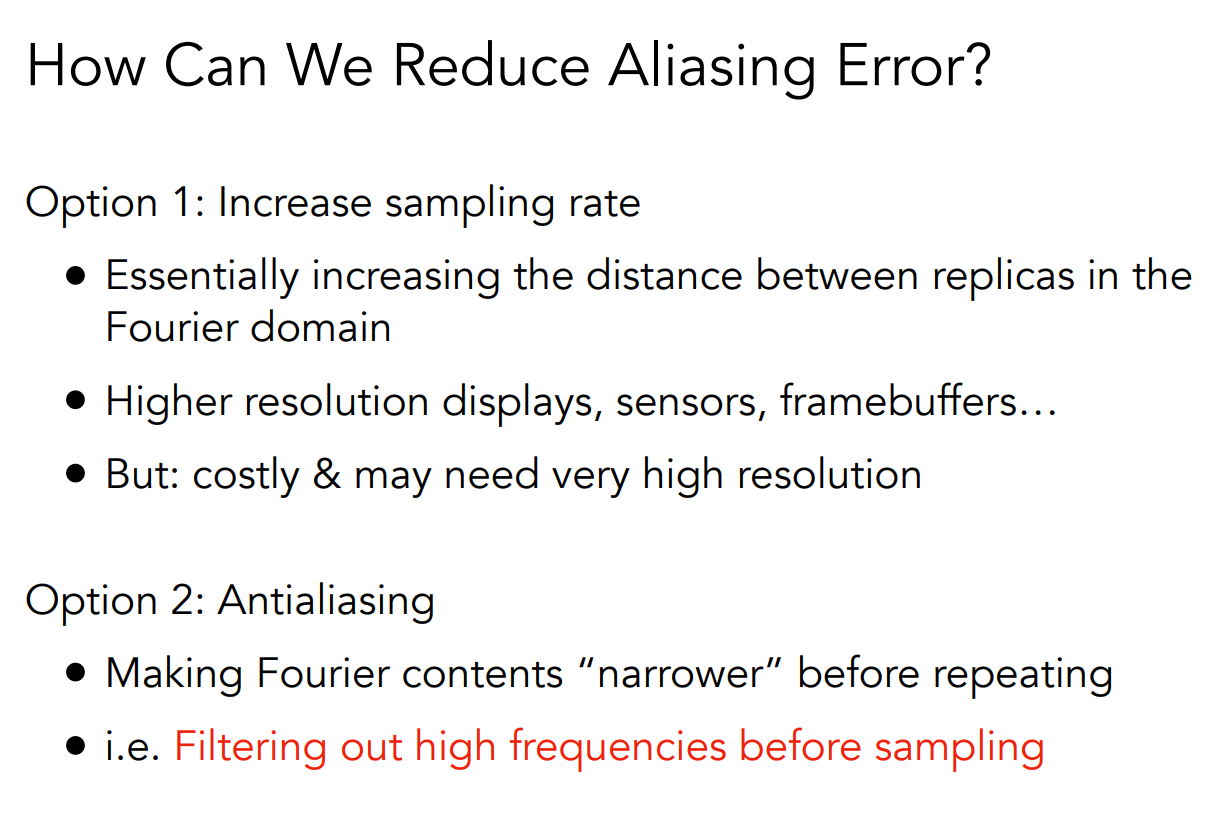 How Can We Reduce Aliasing Error?
Option 1: Increase sampling rate
● Essentially increasing the distance between replicas in the
Fourier domain
● Higher resolution displays, sensors, framebuffers…
● But: costly & may need very high resolution
Option 2: Antialiasing
● Making Fourier contents “narrower” before repeating
● i.e. Filtering out high frequencies before sampling